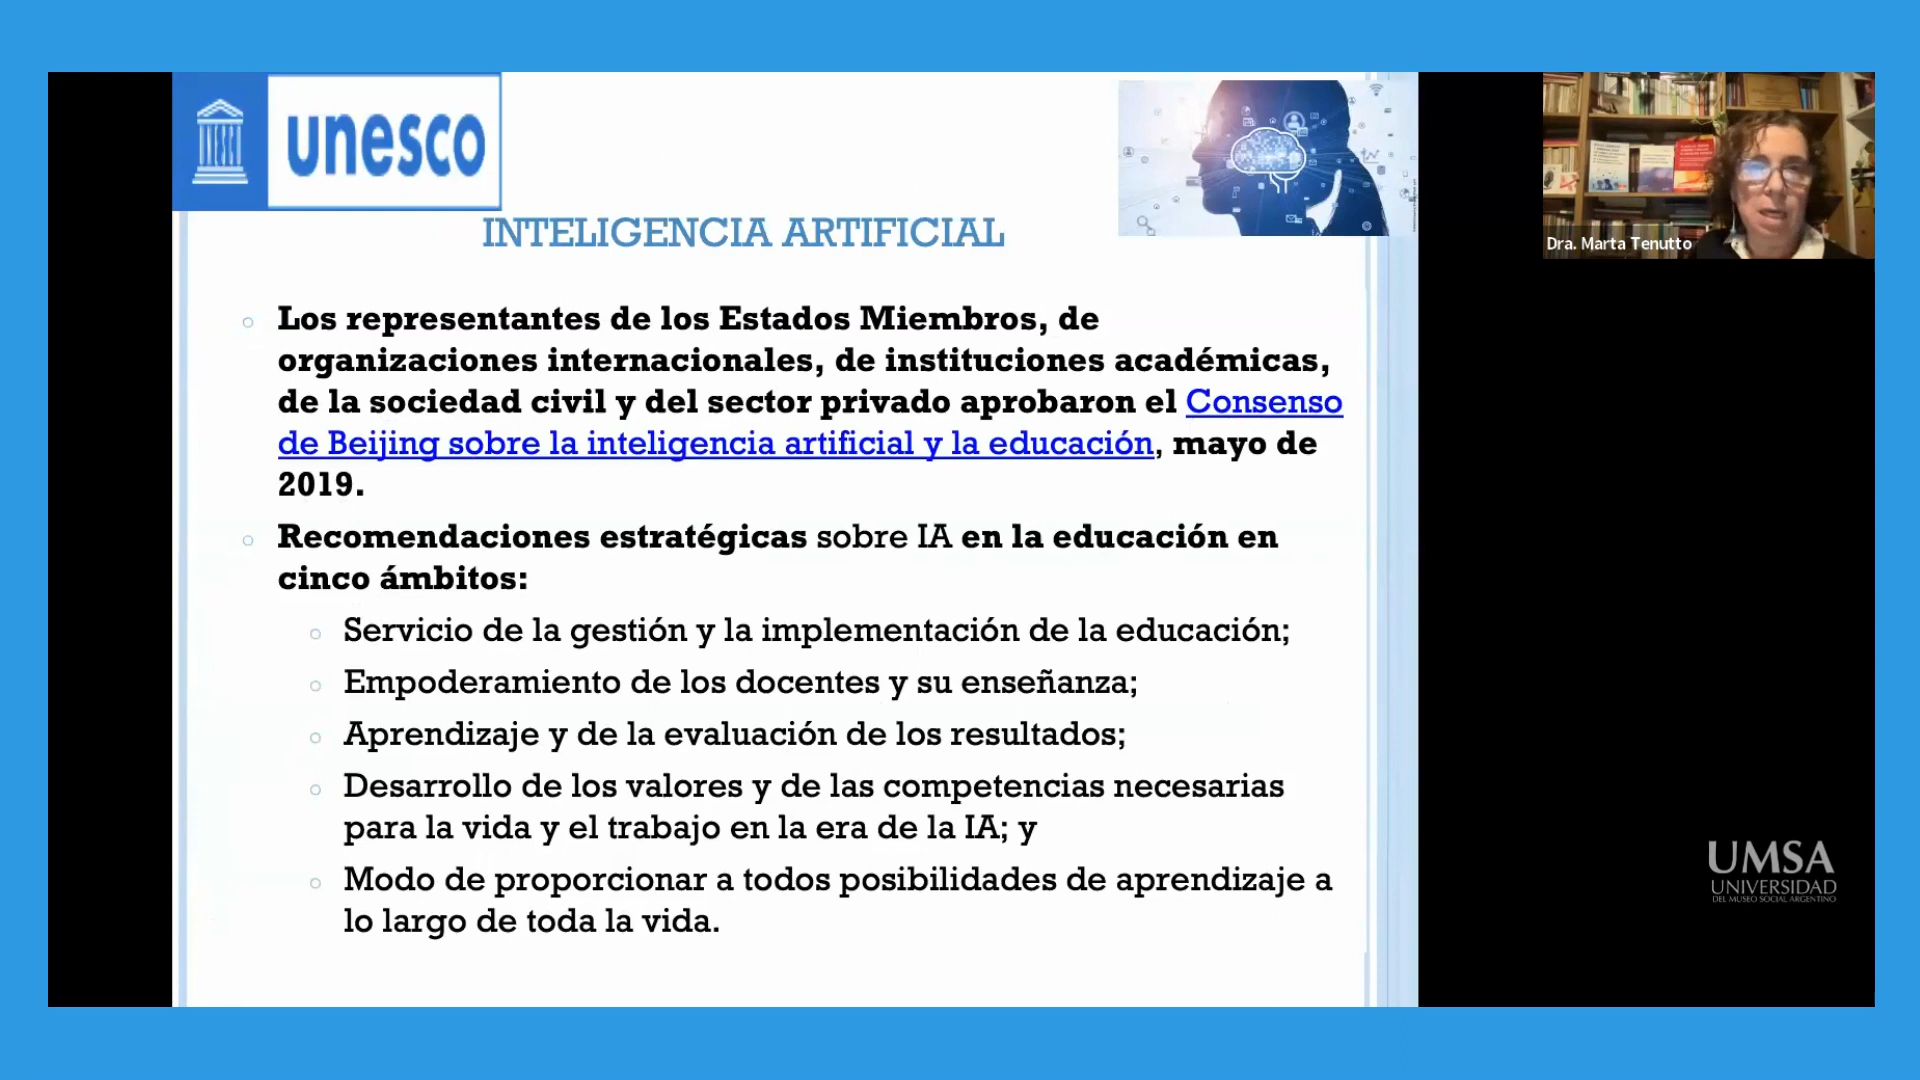 unesco
INTELIGENCIA ARTIFICIAL
Los representantes de los Estados Miembros, de
organizaciones internacionales, de instituciones académicas,
de la sociedad civil y del sector privado aprobaron el Consenso
de Beijing sobre la inteligencia artificial y la educación, mayo de
2019.
Recomendaciones estratégicas sobre IA en la educación en
cinco ámbitos:
Servicio de la gestión y la implementación de la educación;
Empoderamiento de los docentes y su enseñanza;
Aprendizaje y de la evaluación de los resultados;
Desarrollo de los valores y de las competencias necesarias
para la vida y el trabajo en la era de la IA; y
Modo de proporcionar a todos posibilidades de aprendizaje a
lo largo de toda la vida.
Dra. Marta Tenutto
UMSA
UNIVERSIDAD
DEL MUSEO SOCIAL ARGENTINO